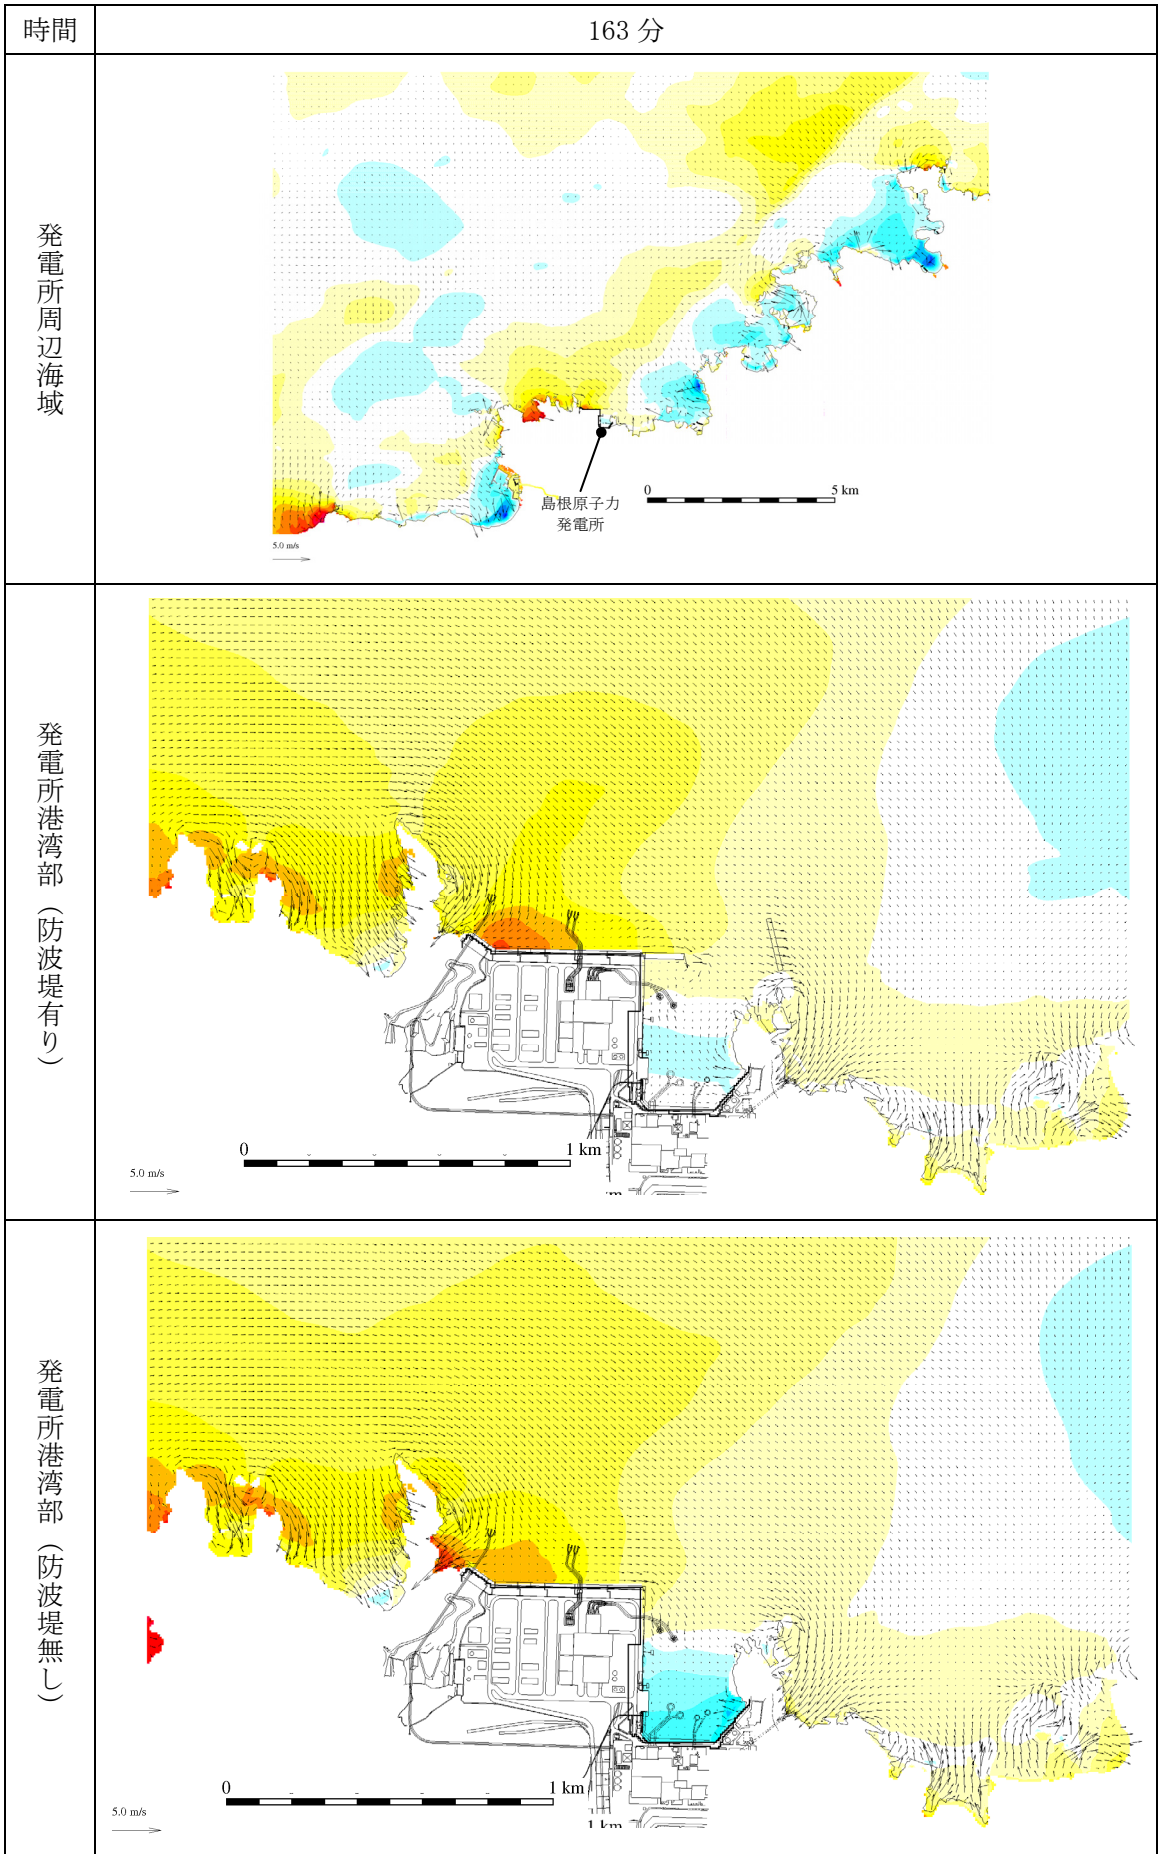 時間
163 分
発電所周辺海域
島根原子力
発電所
0
5 km
5.0 m/s
発電所港湾部（防波堤有り）
0
1 km
5.0 m/s
発電所港湾部（防波堤無し）
0
1 km
5.0 m/s
1 km